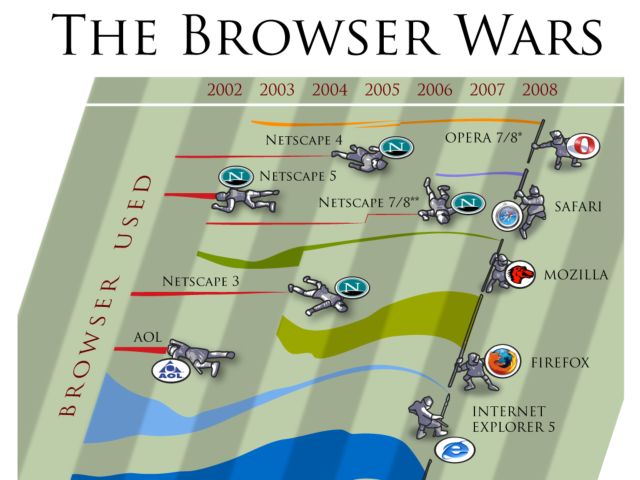 THE BROWSER WARS
2002 2003 2004 2005 2006 2007 2008
NETSCAPE 4
OPERA 7/8*
NETSCAPE 5
NETSCAPE 7/8**
SAFARI
BROWSER USED
MOZILLA
NETSCAPE 3
AOL
AOL
FIREFOX
INTERNET
EXPLORER 5
N
N
N
N